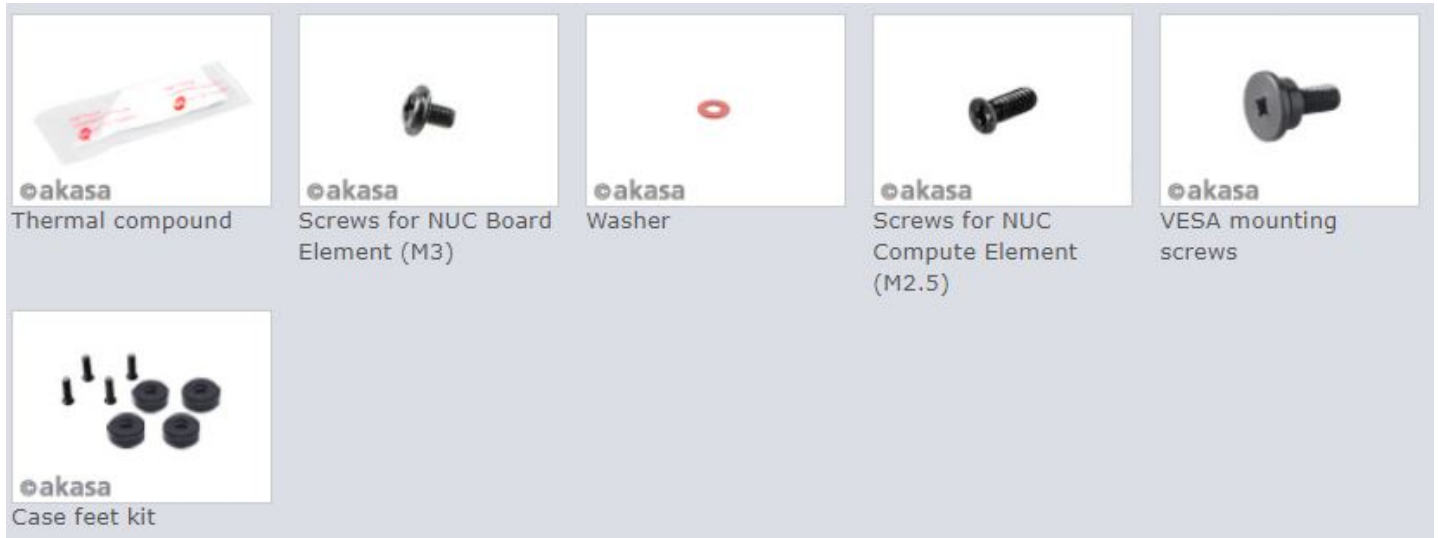 ©akasa
Thermal compound
©akasa
Screws for NUC Board
Element (M3)
©akasa
Washer
©akasa
Screws for NUC
Compute Element
(M2.5)
©akasa
VESA mounting
screws
©akasa
Case feet kit